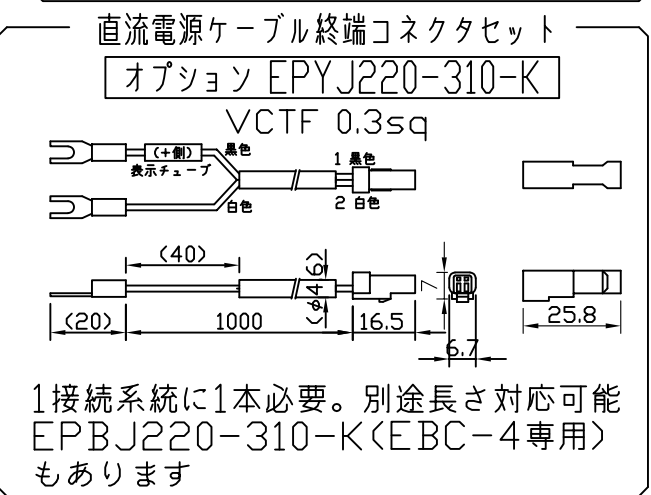 直流電源ケーブル終端コネクタセット
オプション EPYJ220-310-K
VCTF 0.3sq
(+側)
黒色
表示チューブ
白色
1 黒色
2 白色
(40)
(φ4.6)
7
(20)
1000
16.5
25.8
6.7
1接続系統に1本必要。別途長さ対応可能
EPBJ220-310-K(EBC-4専用)
もあります